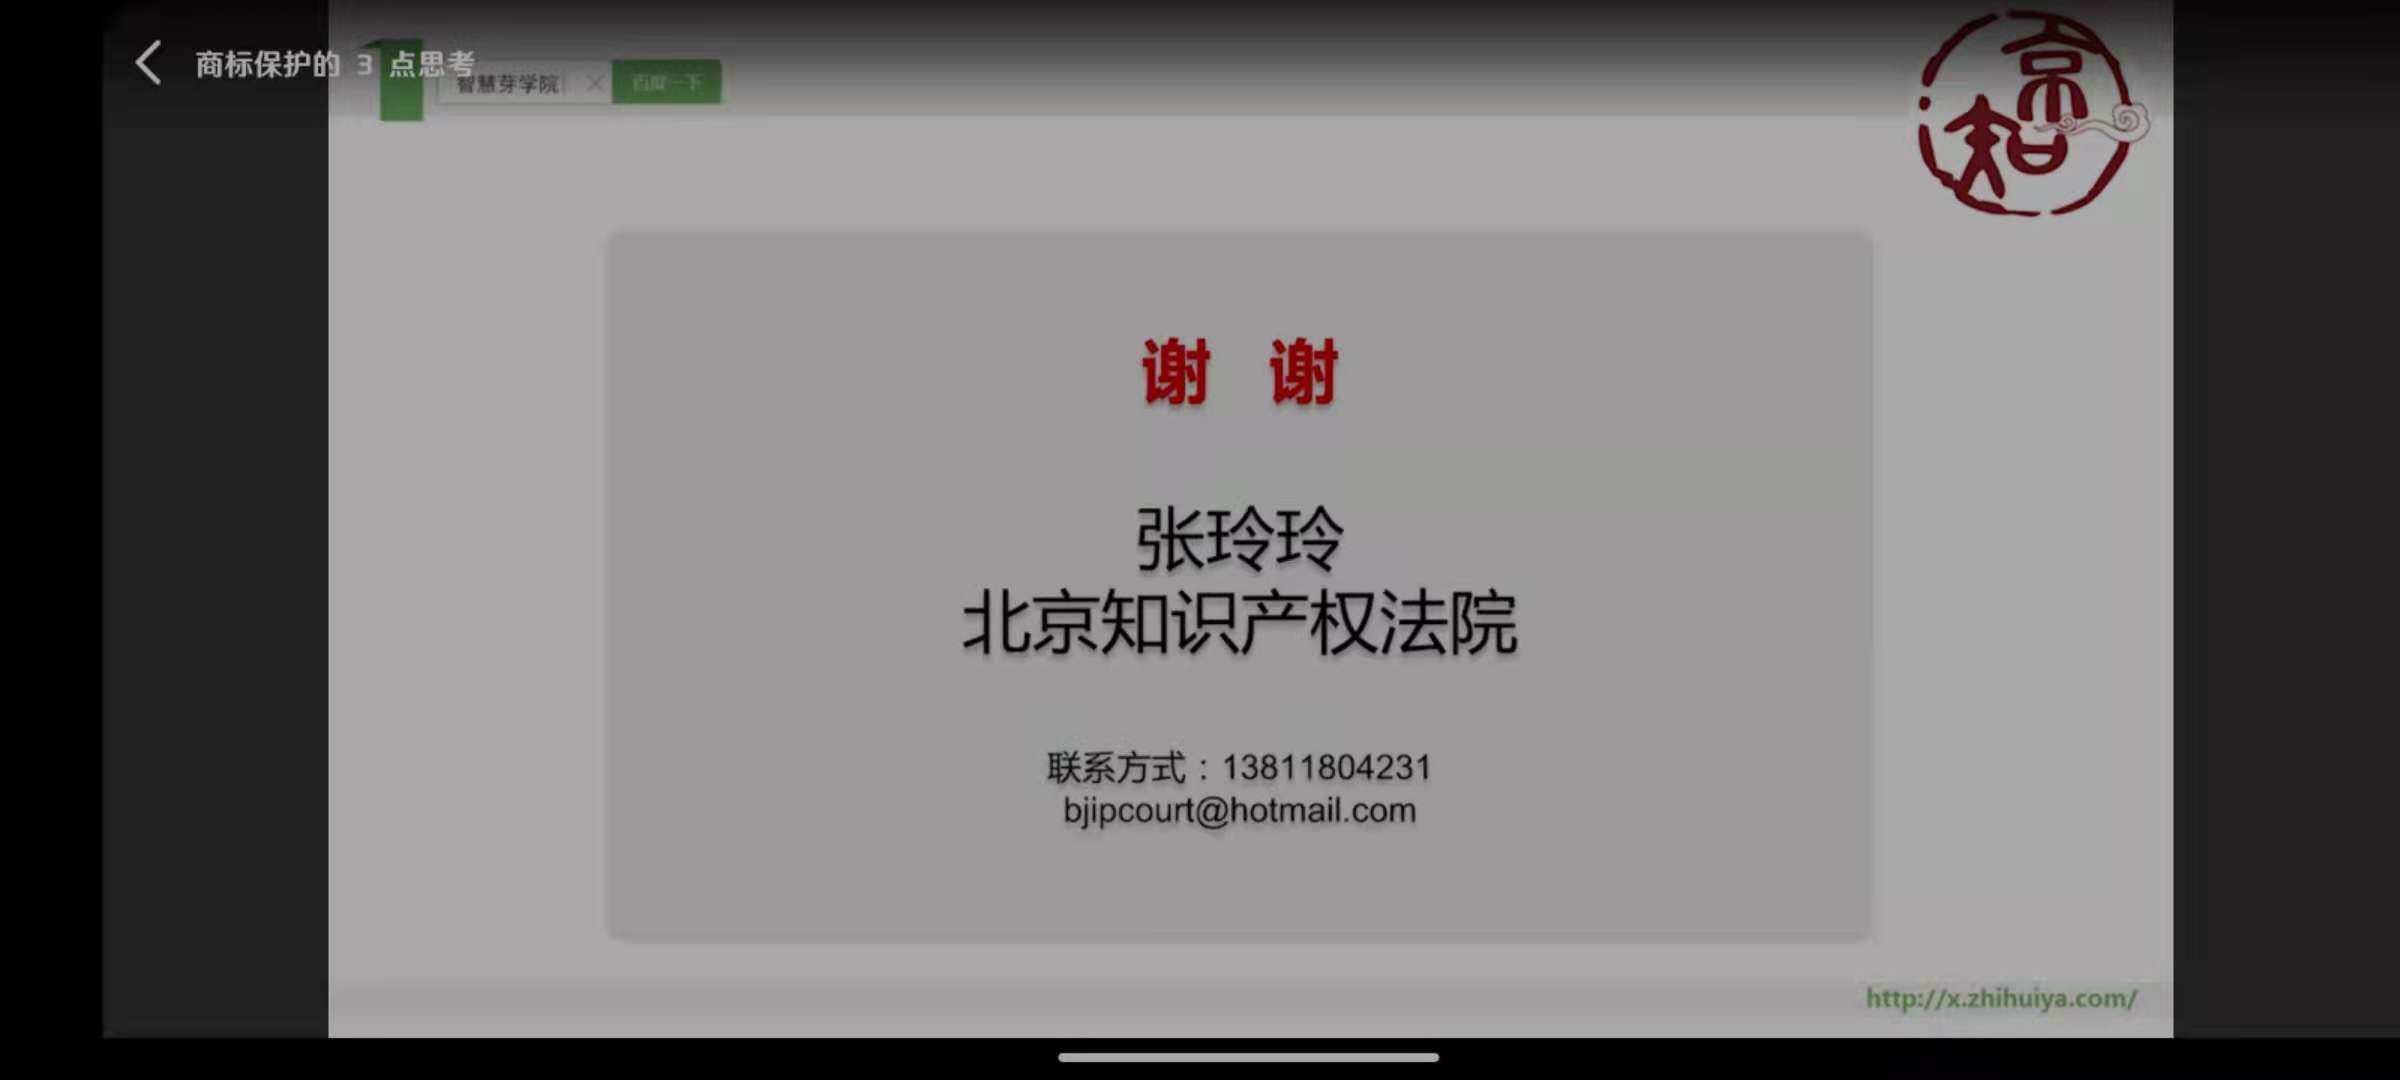 商标保护的 3 点思考
智慧芽学院
百度一下
京知
谢 谢
张玲玲
北京知识产权法院
联系方式：13811804231
bjipcourt@hotmail.com
http://x.zhihuiya.com/